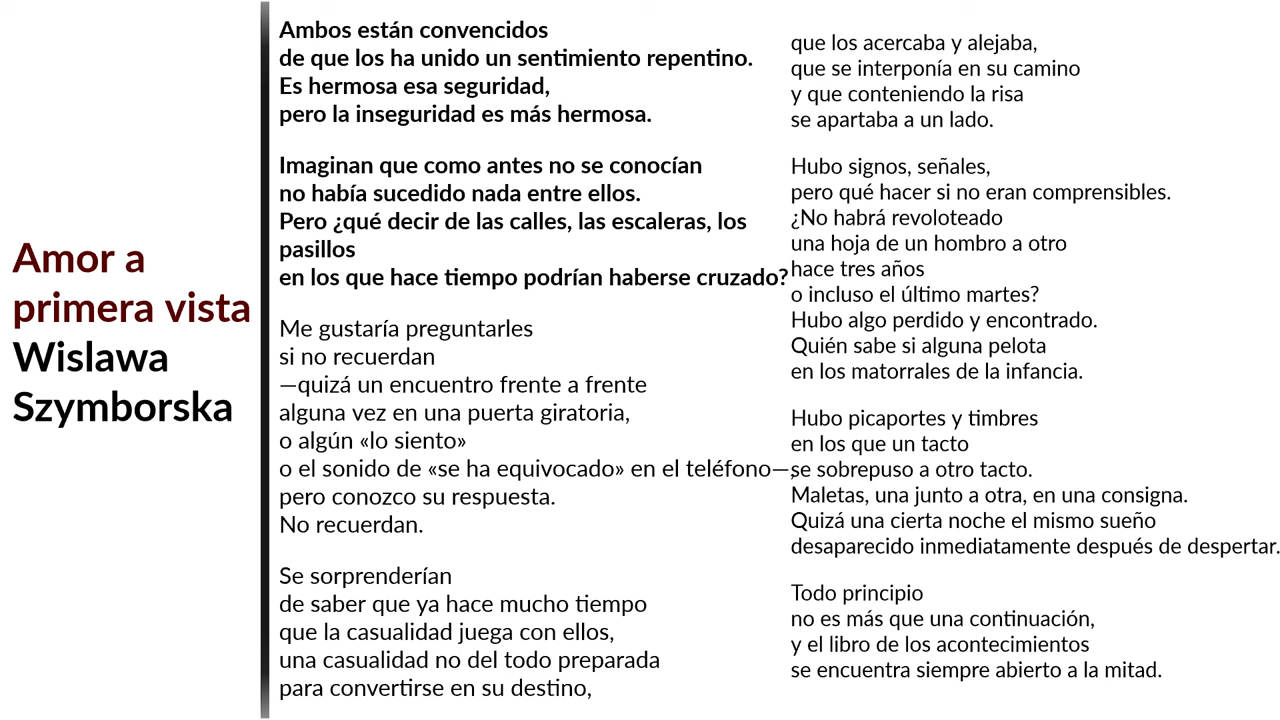 Amor a
primera vista
Wislawa
Szymborska
Ambos están convencidos
de que los ha unido un sentimiento repentino.
Es hermosa esa seguridad,
pero la inseguridad es más hermosa.
Imaginan que como antes no se conocían
no había sucedido nada entre ellos.
Pero ¿qué decir de las calles, las escaleras, los
pasillos
en los que hace tiempo podrían haberse cruzado?
Me gustaría preguntarles
si no recuerdan
—quizá un encuentro frente a frente
alguna vez en una puerta giratoria,
o algún «lo siento»
o el sonido de «se ha equivocado» en el teléfono—,
pero conozco su respuesta.
No recuerdan.
Se sorprenderían
de saber que ya hace mucho tiempo
que la casualidad juega con ellos,
una casualidad no del todo preparada
para convertirse en su destino,
que los acercaba y alejaba,
que se interponía en su camino
y que conteniendo la risa
se apartaba a un lado.
Hubo signos, señales,
pero qué hacer si no eran comprensibles.
¿No habrá revoloteado
una hoja de un hombro a otro
hace tres años
o incluso el último martes?
Hubo algo perdido y encontrado.
Quién sabe si alguna pelota
en los matorrales de la infancia.
Hubo picaportes y timbres
en los que un tacto
se sobrepuso a otro tacto.
Maletas, una junto a otra, en una consigna.
Quizá una cierta noche el mismo sueño
desaparecido inmediatamente después de despertar.
Todo principio
no es más que una continuación,
y el libro de los acontecimientos
se encuentra siempre abierto a la mitad.